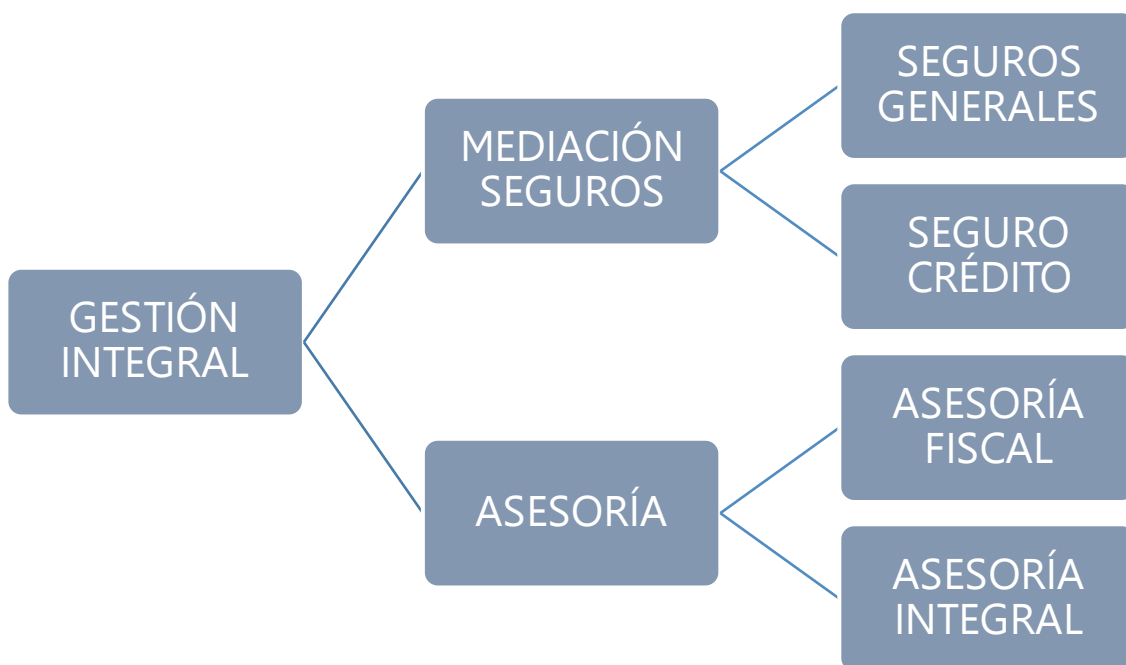 GESTIÓN
INTEGRAL
MEDIACIÓN
SEGUROS
SEGUROS
GENERALES
SEGURO
CRÉDITO
ASESORÍA
ASESORÍA
FISCAL
ASESORÍA
INTEGRAL